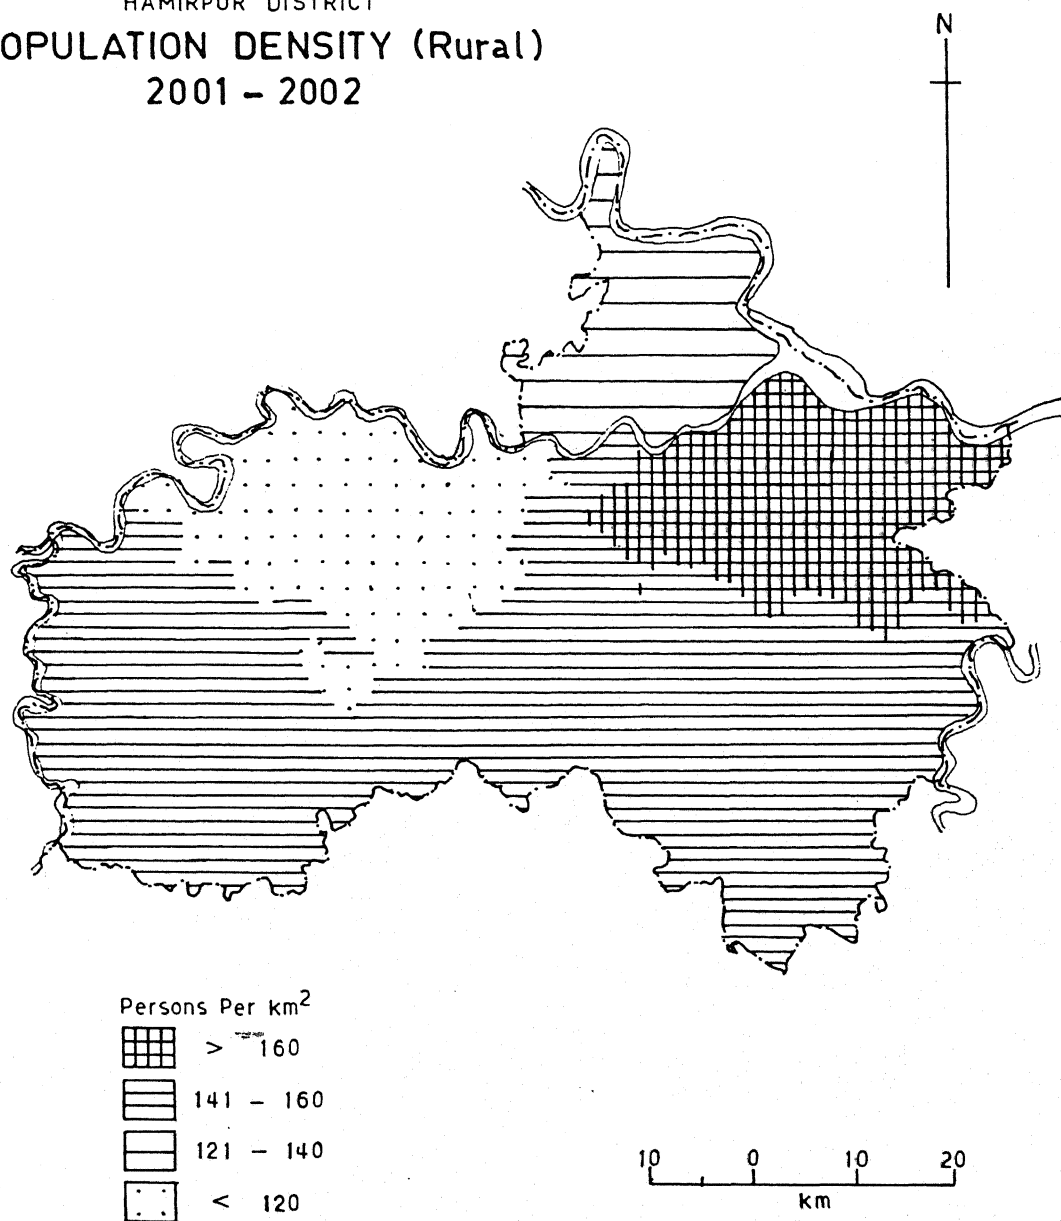 HAMIRPUR DISTRICT
OPULATION DENSITY (Rural)
2001 – 2002
N
Persons Per km²
> 160
141 – 160
121 – 140
< 120
10 0 10 20
km